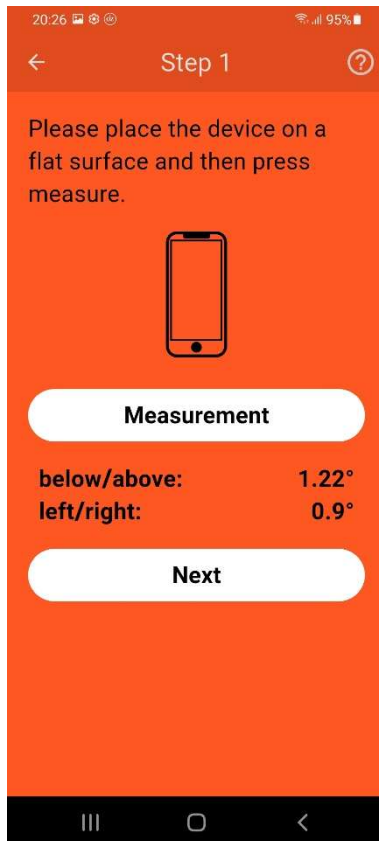 20:26 95%
Step 1
Please place the device on a
flat surface and then press
measure.
Measurement
below/above: 1.22°
left/right: 0.9°
Next